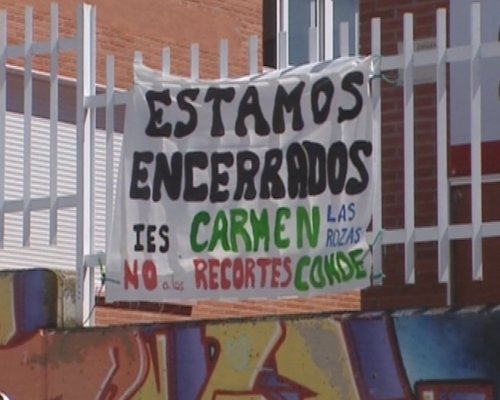 ESTAMOS
ENCERRADOS
IES CARMEN LAS ROZAS
NO a los RECORTES CONDE